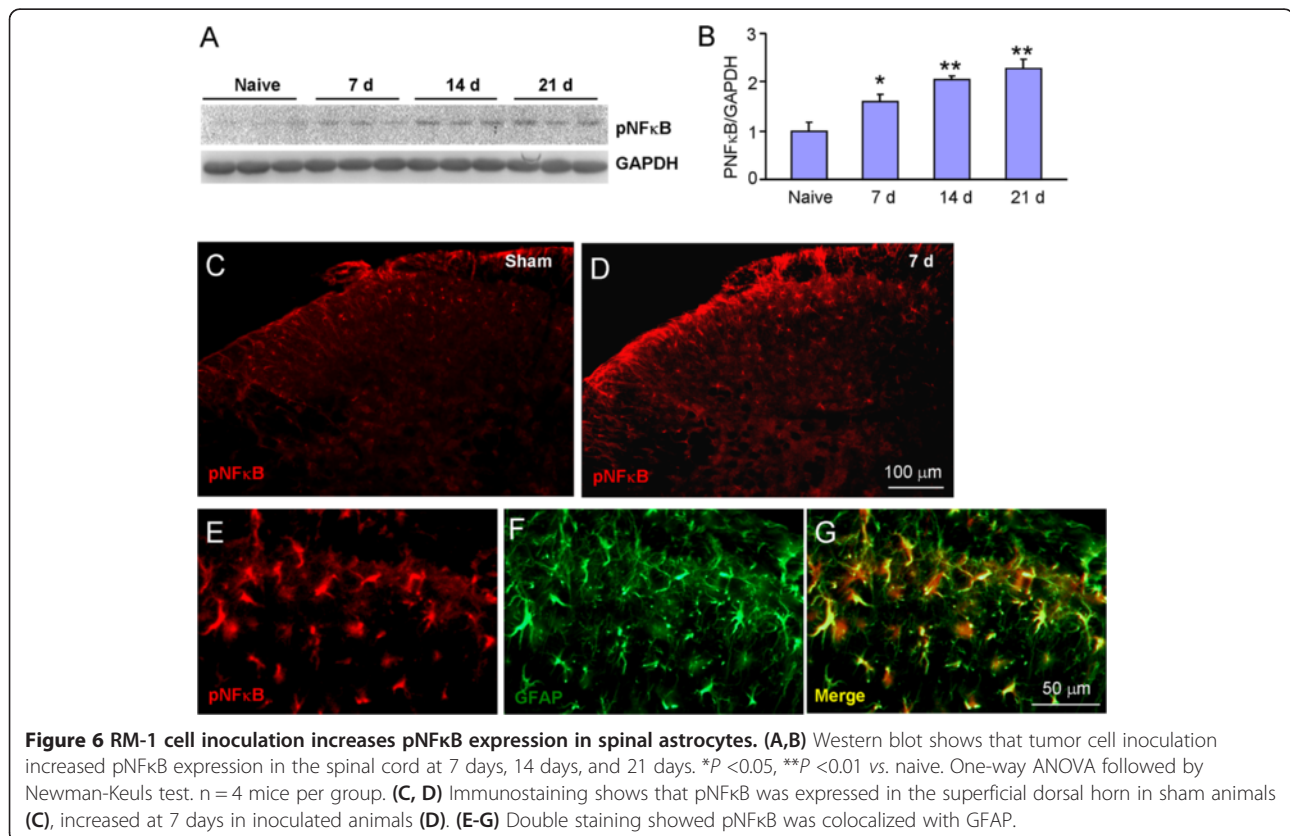 A
Naive 7 d 14 d 21 d
pNFκB
GAPDH
B
PNFκB/GAPDH
3
2
1
0
* ** **
Naive 7 d 14 d 21 d
C
Sham
pNFκB
D
7 d
pNFκB
100 μm
E
pNFκB
F
GFAP
G
Merge
50 μm
Figure 6 RM-1 cell inoculation increases pNFκB expression in spinal astrocytes. (A,B) Western blot shows that tumor cell inoculation
increased pNFκB expression in the spinal cord at 7 days, 14 days, and 21 days. *P <0.05, **P <0.01 vs. naive. One-way ANOVA followed by
Newman-Keuls test. n = 4 mice per group. (C, D) Immunostaining shows that pNFκB was expressed in the superficial dorsal horn in sham animals
(C), increased at 7 days in inoculated animals (D). (E-G) Double staining showed pNFκB was colocalized with GFAP.